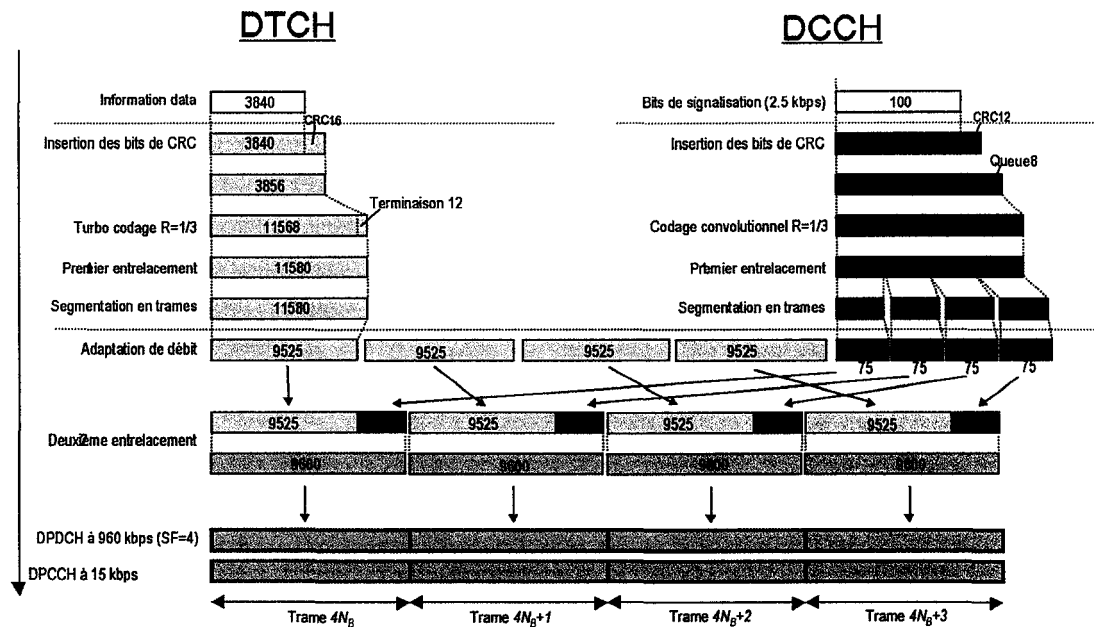 DTCH
DCCH
Information data
3840
Bits de signalisation (2.5 kbps)
100
CRC16
CRC12
Insertion des bits de CRC
3840
Insertion des bits de CRC
3856
Queue8
Terminaison 12
Turbo codage R=1/3
11568
Codage convolutionnel R=1/3
Premier entrelacement
11580
Premier entrelacement
Segmentation en trames
11580
Segmentation en trames
Adaptation de débit
9525
9525
9525
9525
75
75
75
75
Deuxième entrelacement
9525
9525
9525
9525
9600
9600
9600
9600
DPDCH à 960 kbps (SF=4)
DPCCH à 15 kbps
Trame 4NB
Trame 4NB+1
Trame 4NB+2
Trame 4NB+3